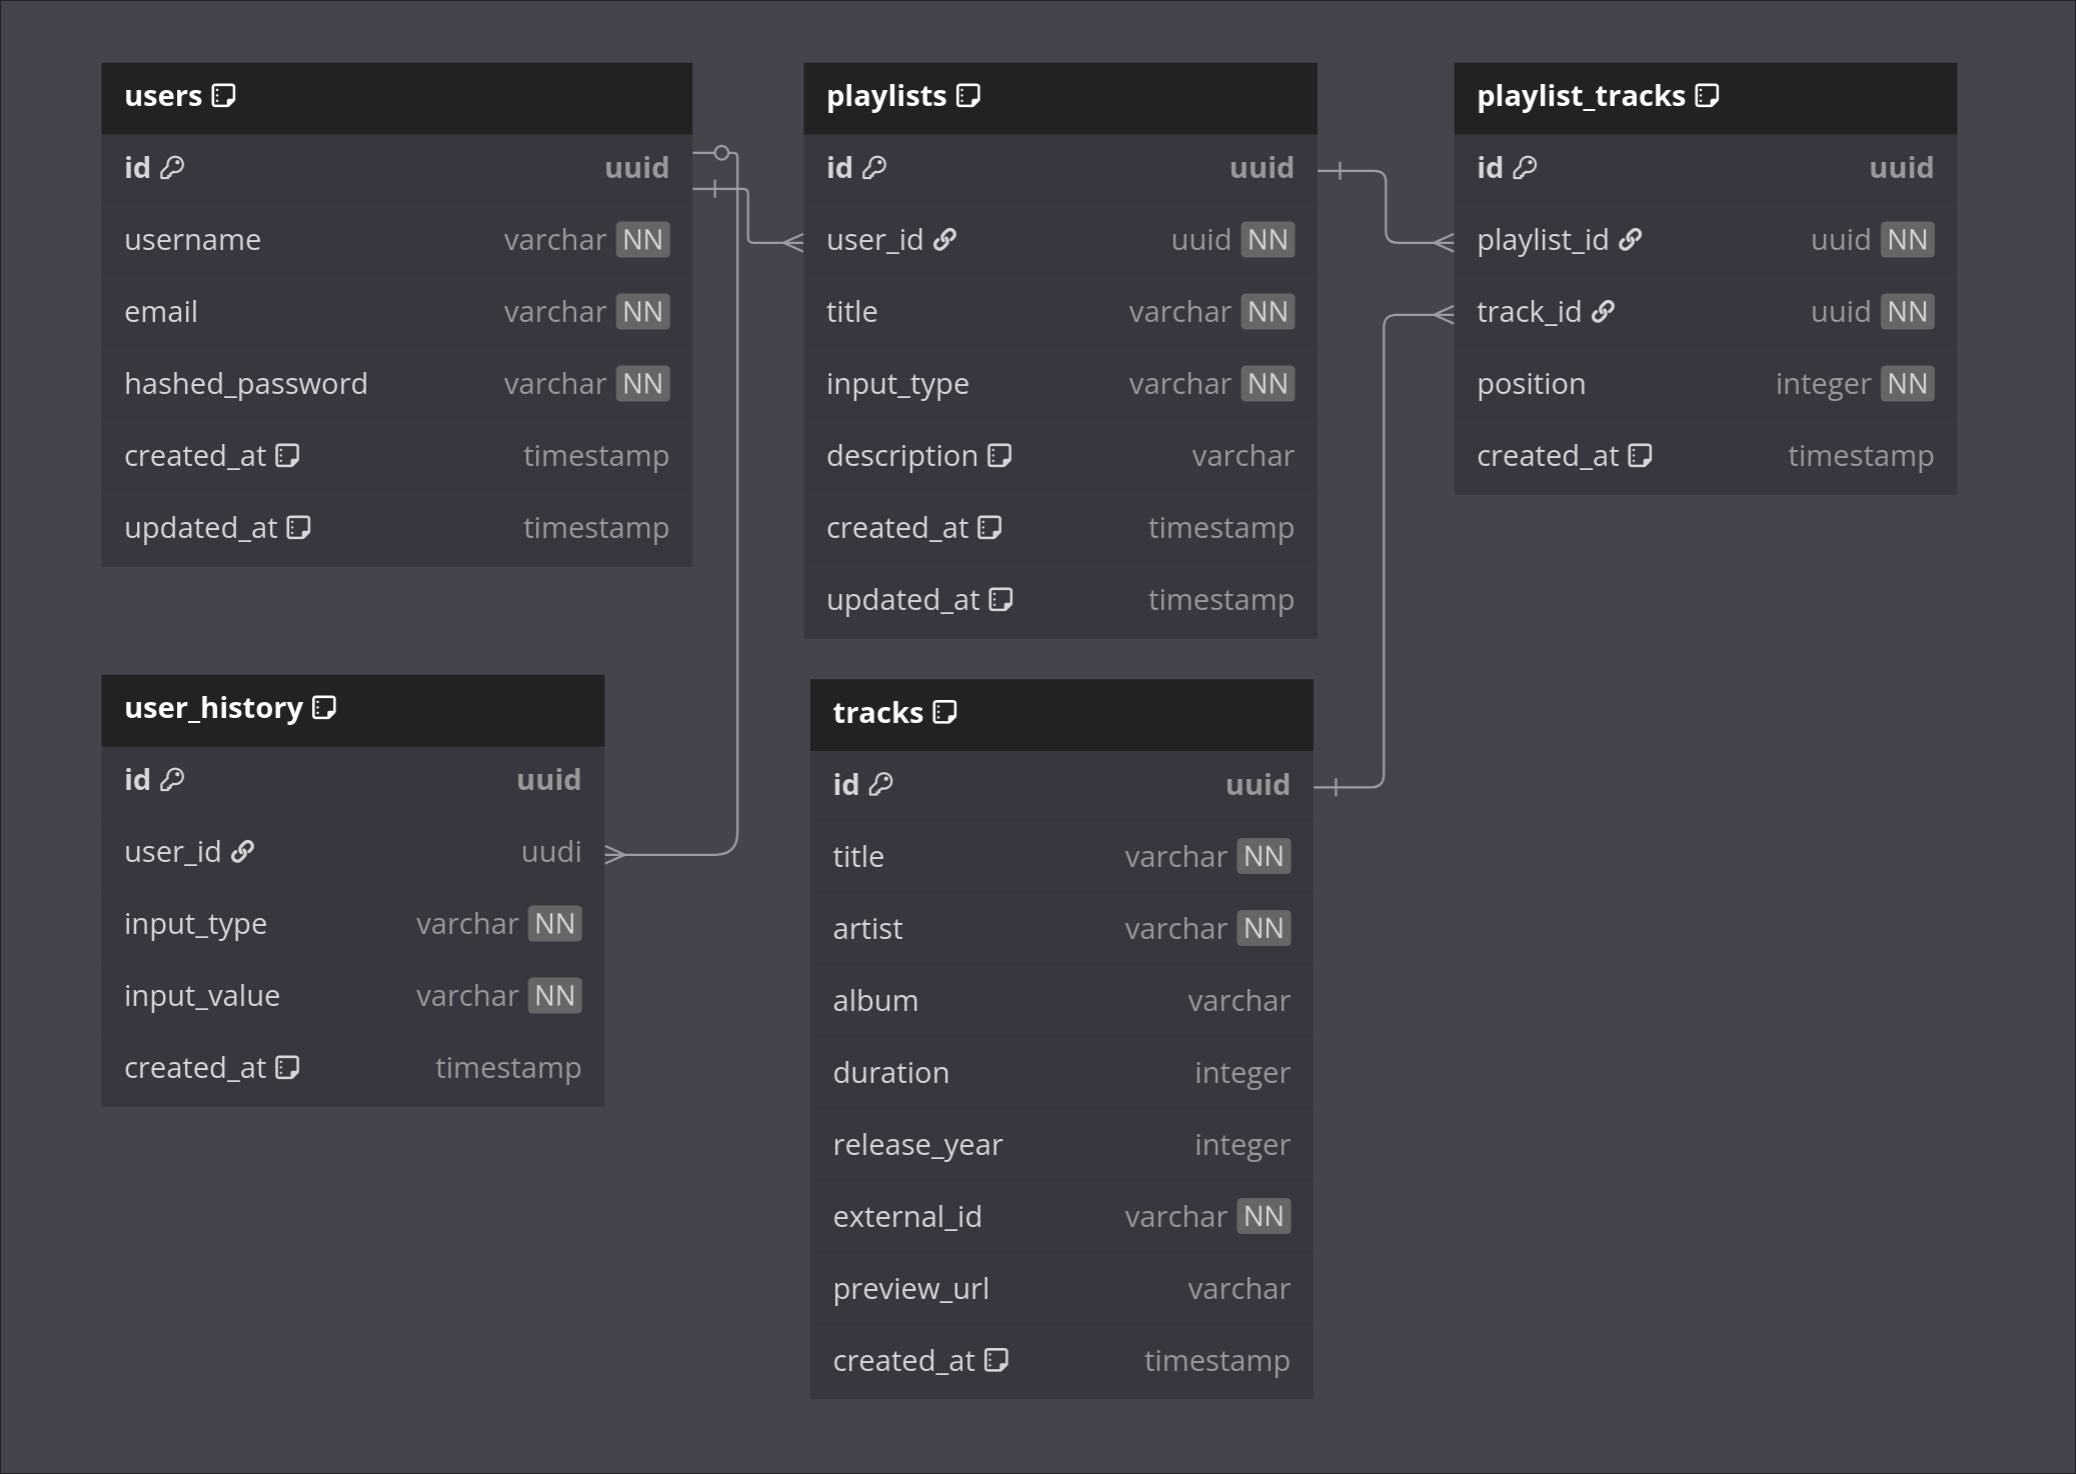 users
id uuid
username varchar NN
email varchar NN
hashed_password varchar NN
created_at timestamp
updated_at timestamp
playlists
id uuid
user_id uuid NN
title varchar NN
input_type varchar NN
description varchar
created_at timestamp
updated_at timestamp
playlist_tracks
id uuid
playlist_id uuid NN
track_id uuid NN
position integer NN
created_at timestamp
user_history
id uuid
user_id uudi
input_type varchar NN
input_value varchar NN
created_at timestamp
tracks
id uuid
title varchar NN
artist varchar NN
album varchar
duration integer
release_year integer
external_id varchar NN
preview_url varchar
created_at timestamp